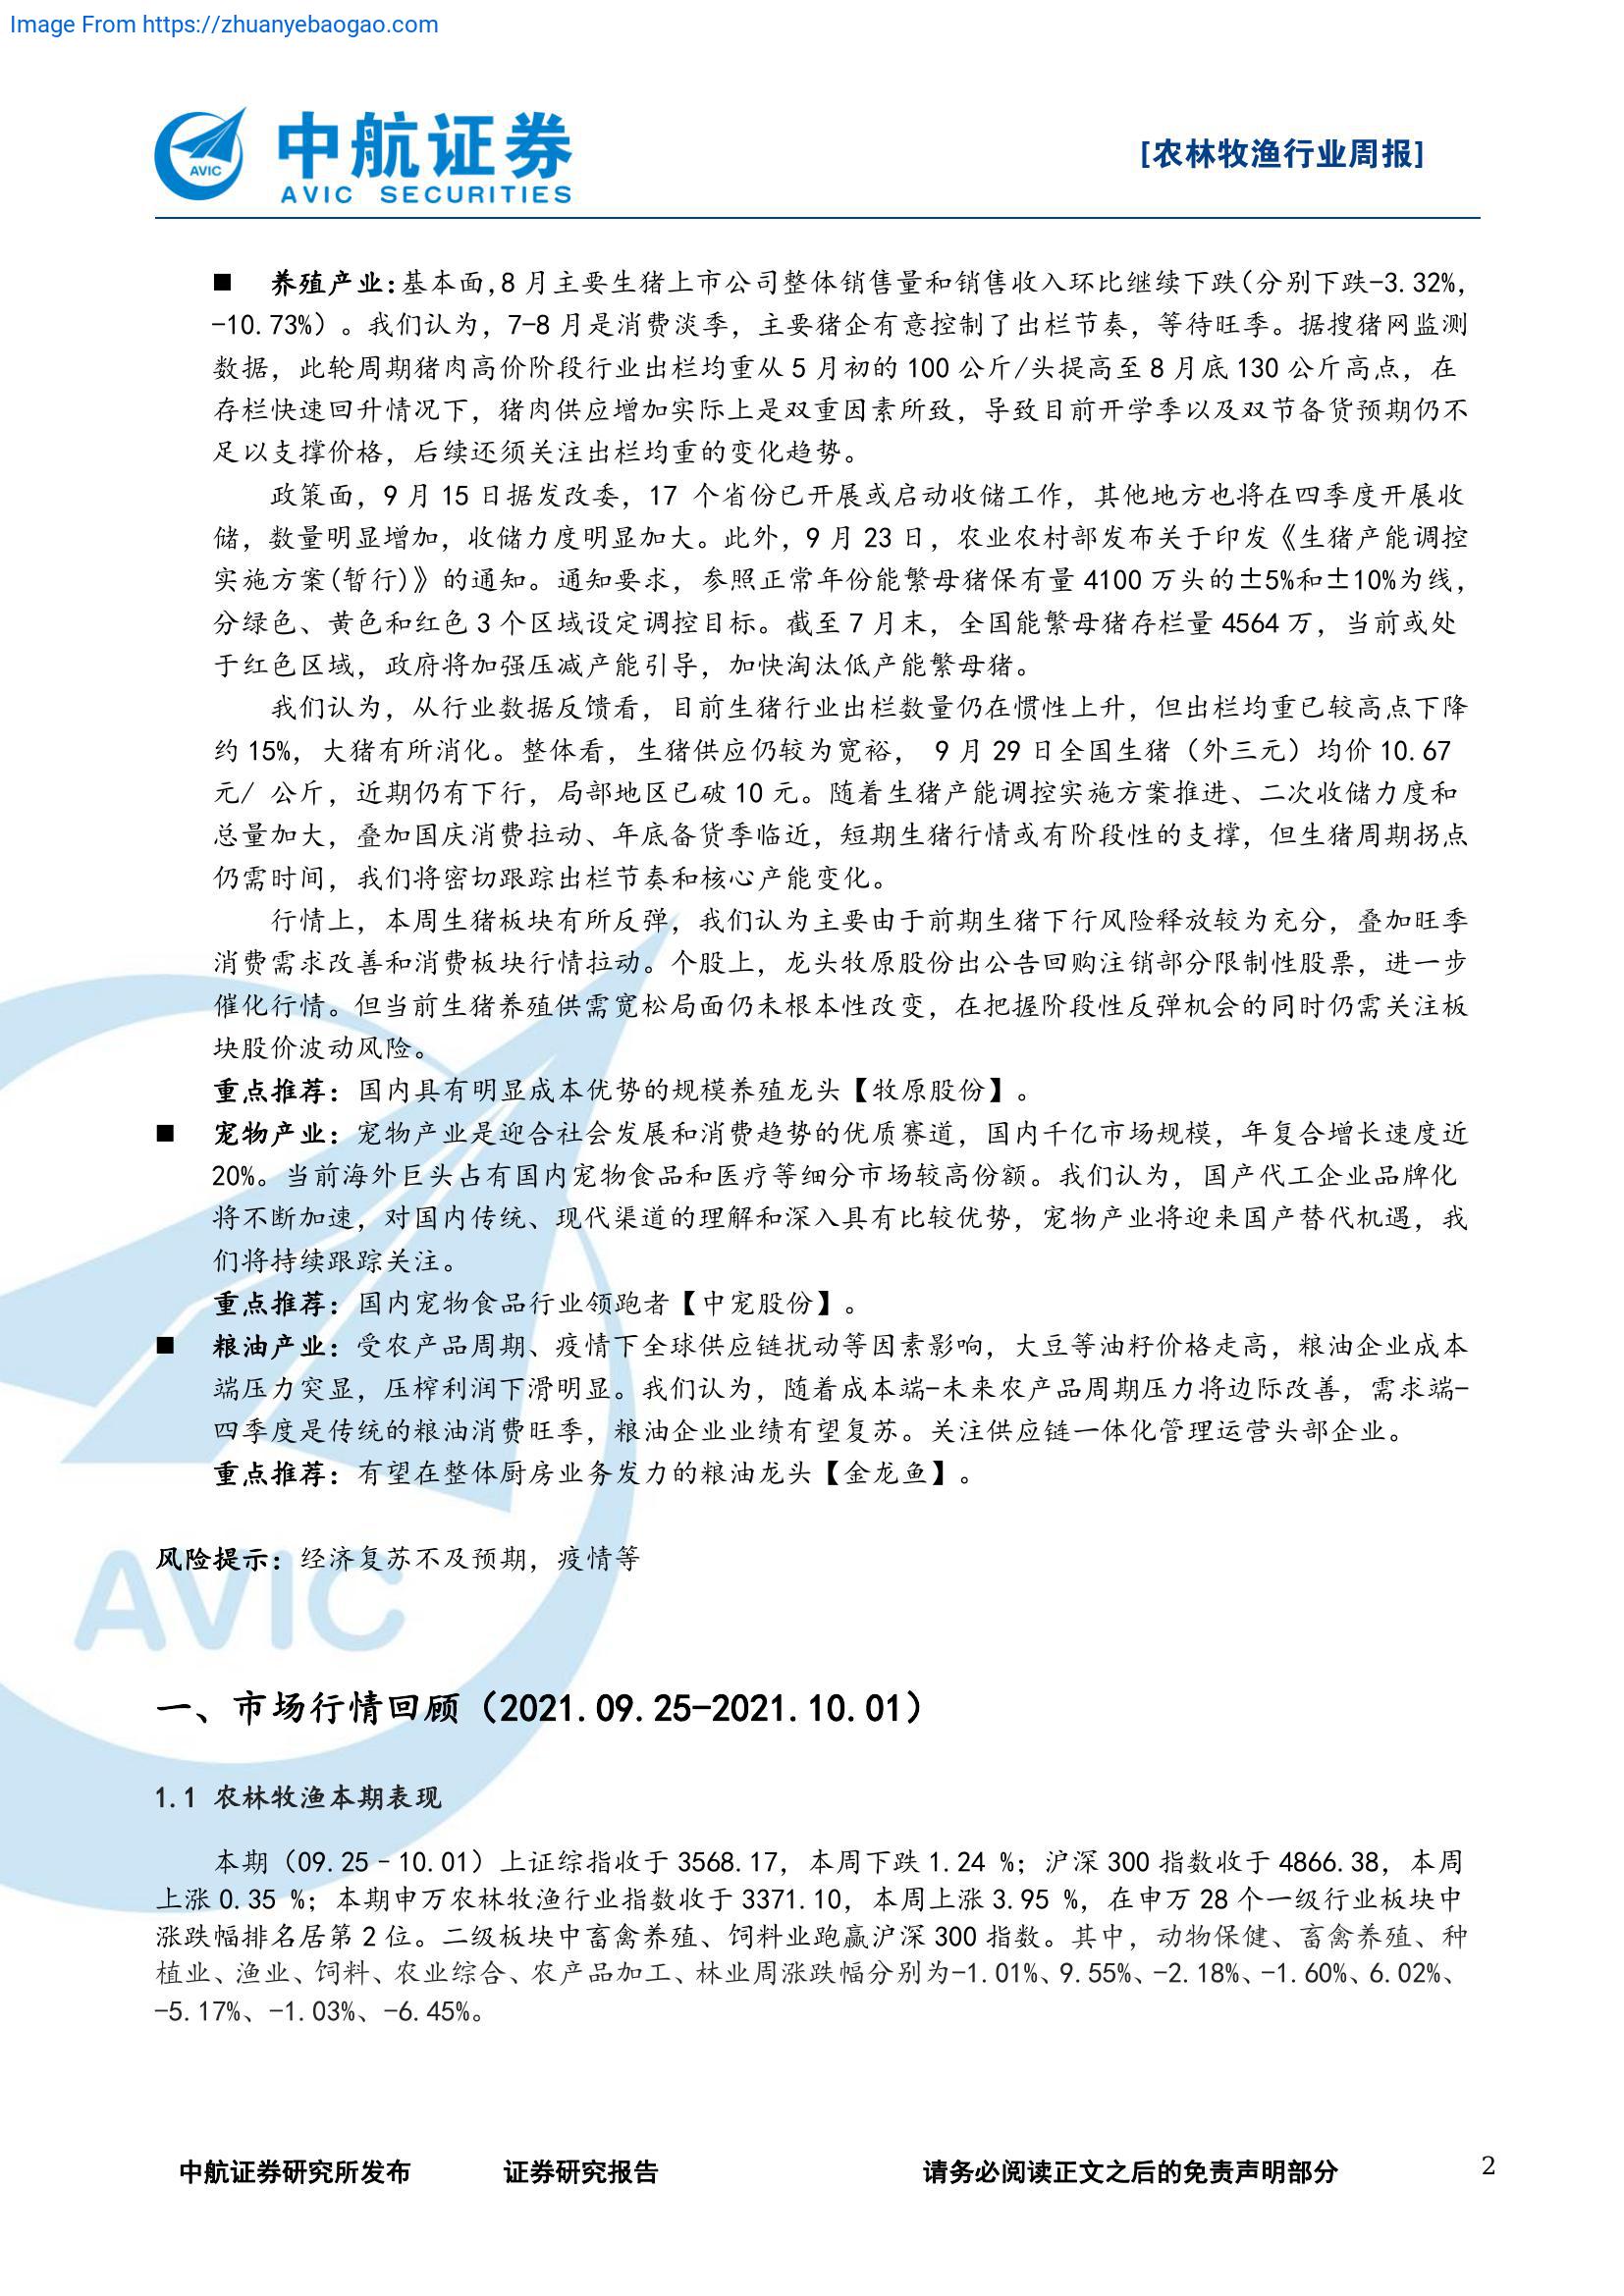 Image From https://zhuanyebaogao.com
AVIC
中航证券
AVIC SECURITIES
[农林牧渔行业周报]
■ 养殖产业:基本面,8月主要生猪上市公司整体销售量和销售收入环比继续下跌(分别下跌-3.32%,
-10.73%)。我们认为，7-8月是消费淡季，主要猪企有意控制了出栏节奏，等待旺季。据搜猪网监测
数据，此轮周期猪肉高价阶段行业出栏均重从5月初的100公斤/头提高至8月底130公斤高点，在
存栏快速回升情况下，猪肉供应增加实际上是双重因素所致，导致目前开学季以及双节备货预期仍不
足以支撑价格，后续还须关注出栏均重的变化趋势。
政策面，9月15日据发改委，17 个省份已开展或启动收储工作，其他地方也将在四季度开展收
储，数量明显增加，收储力度明显加大。此外，9月23日，农业农村部发布关于印发《生猪产能调控
实施方案(暂行)》的通知。通知要求，参照正常年份能繁母猪保有量4100万头的±5%和±10%为线，
分绿色、黄色和红色3个区域设定调控目标。截至7月末，全国能繁母猪存栏量4564万，当前或处
于红色区域，政府将加强压减产能引导，加快淘汰低产能繁母猪。
我们认为，从行业数据反馈看，目前生猪行业出栏数量仍在惯性上升，但出栏均重已较高点下降
约15%，大猪有所消化。整体看，生猪供应仍较为宽裕， 9月29日全国生猪（外三元）均价10.67
元/ 公斤，近期仍有下行，局部地区已破10元。随着生猪产能调控实施方案推进、二次收储力度和
总量加大，叠加国庆消费拉动、年底备货季临近，短期生猪行情或有阶段性的支撑，但生猪周期拐点
仍需时间，我们将密切跟踪出栏节奏和核心产能变化。
行情上，本周生猪板块有所反弹，我们认为主要由于前期生猪下行风险释放较为充分，叠加旺季
消费需求改善和消费板块行情拉动。个股上，龙头牧原股份出公告回购注销部分限制性股票，进一步
催化行情。但当前生猪养殖供需宽松局面仍未根本性改变，在把握阶段性反弹机会的同时仍需关注板
块股价波动风险。
重点推荐：国内具有明显成本优势的规模养殖龙头【牧原股份】。
■ 宠物产业：宠物产业是迎合社会发展和消费趋势的优质赛道，国内千亿市场规模，年复合增长速度近
20%。当前海外巨头占有国内宠物食品和医疗等细分市场较高份额。我们认为，国产代工企业品牌化
将不断加速，对国内传统、现代渠道的理解和深入具有比较优势，宠物产业将迎来国产替代机遇，我
们将持续跟踪关注。
重点推荐：国内宠物食品行业领跑者【中宠股份】。
■ 粮油产业：受农产品周期、疫情下全球供应链扰动等因素影响，大豆等油籽价格走高，粮油企业成本
端压力突显，压榨利润下滑明显。我们认为，随着成本端-未来农产品周期压力将边际改善，需求端-
四季度是传统的粮油消费旺季，粮油企业业绩有望复苏。关注供应链一体化管理运营头部企业。
重点推荐：有望在整体厨房业务发力的粮油龙头【金龙鱼】。
风险提示：经济复苏不及预期，疫情等
AVIC
一、市场行情回顾（2021.09.25-2021.10.01）
1.1 农林牧渔本期表现
本期（09.25–10.01）上证综指收于3568.17，本周下跌1.24 %；沪深300指数收于4866.38，本周
上涨0.35 %；本期申万农林牧渔行业指数收于3371.10，本周上涨3.95 %，在申万28个一级行业板块中
涨跌幅排名居第2位。二级板块中畜禽养殖、饲料业跑赢沪深300指数。其中，动物保健、畜禽养殖、种
植业、渔业、饲料、农业综合、农产品加工、林业周涨跌幅分别为-1.01%、9.55%、-2.18%、-1.60%、6.02%、
-5.17%、-1.03%、-6.45%。
中航证券研究所发布 证券研究报告 请务必阅读正文之后的免责声明部分 2